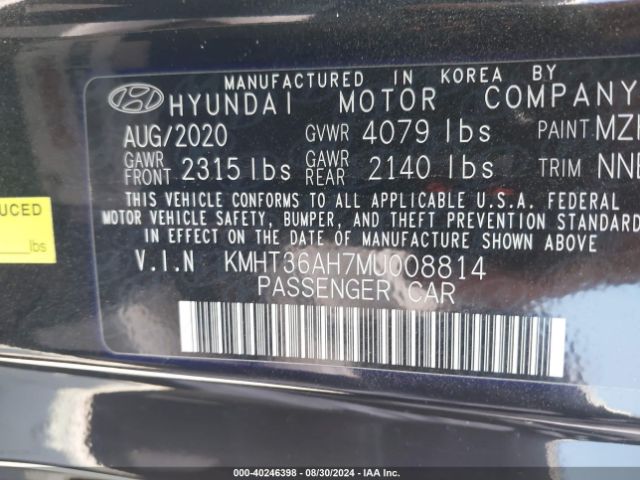 MANUFACTURED IN KOREA BY
HYUNDAI MOTOR COMPANY
AUG/2020 GVWR 4079 lbs PAINT
GAWR FRONT 2315 lbs GAWR REAR 2140 lbs TRIM
THIS VEHICLE CONFORMS TO ALL APPLICABLE U.S.A. FEDERAL
MOTOR VEHICLE SAFETY, BUMPER, AND THEFT PREVENTION STANDARD
IN EFFECT ON THE DATE OF MANUFACTURE SHOWN ABOVE
V.I.N KMHT36AH7MU008814
PASSENGER CAR
UCED
lbs
000-40246398 - 08/30/2024 - IAA Inc.